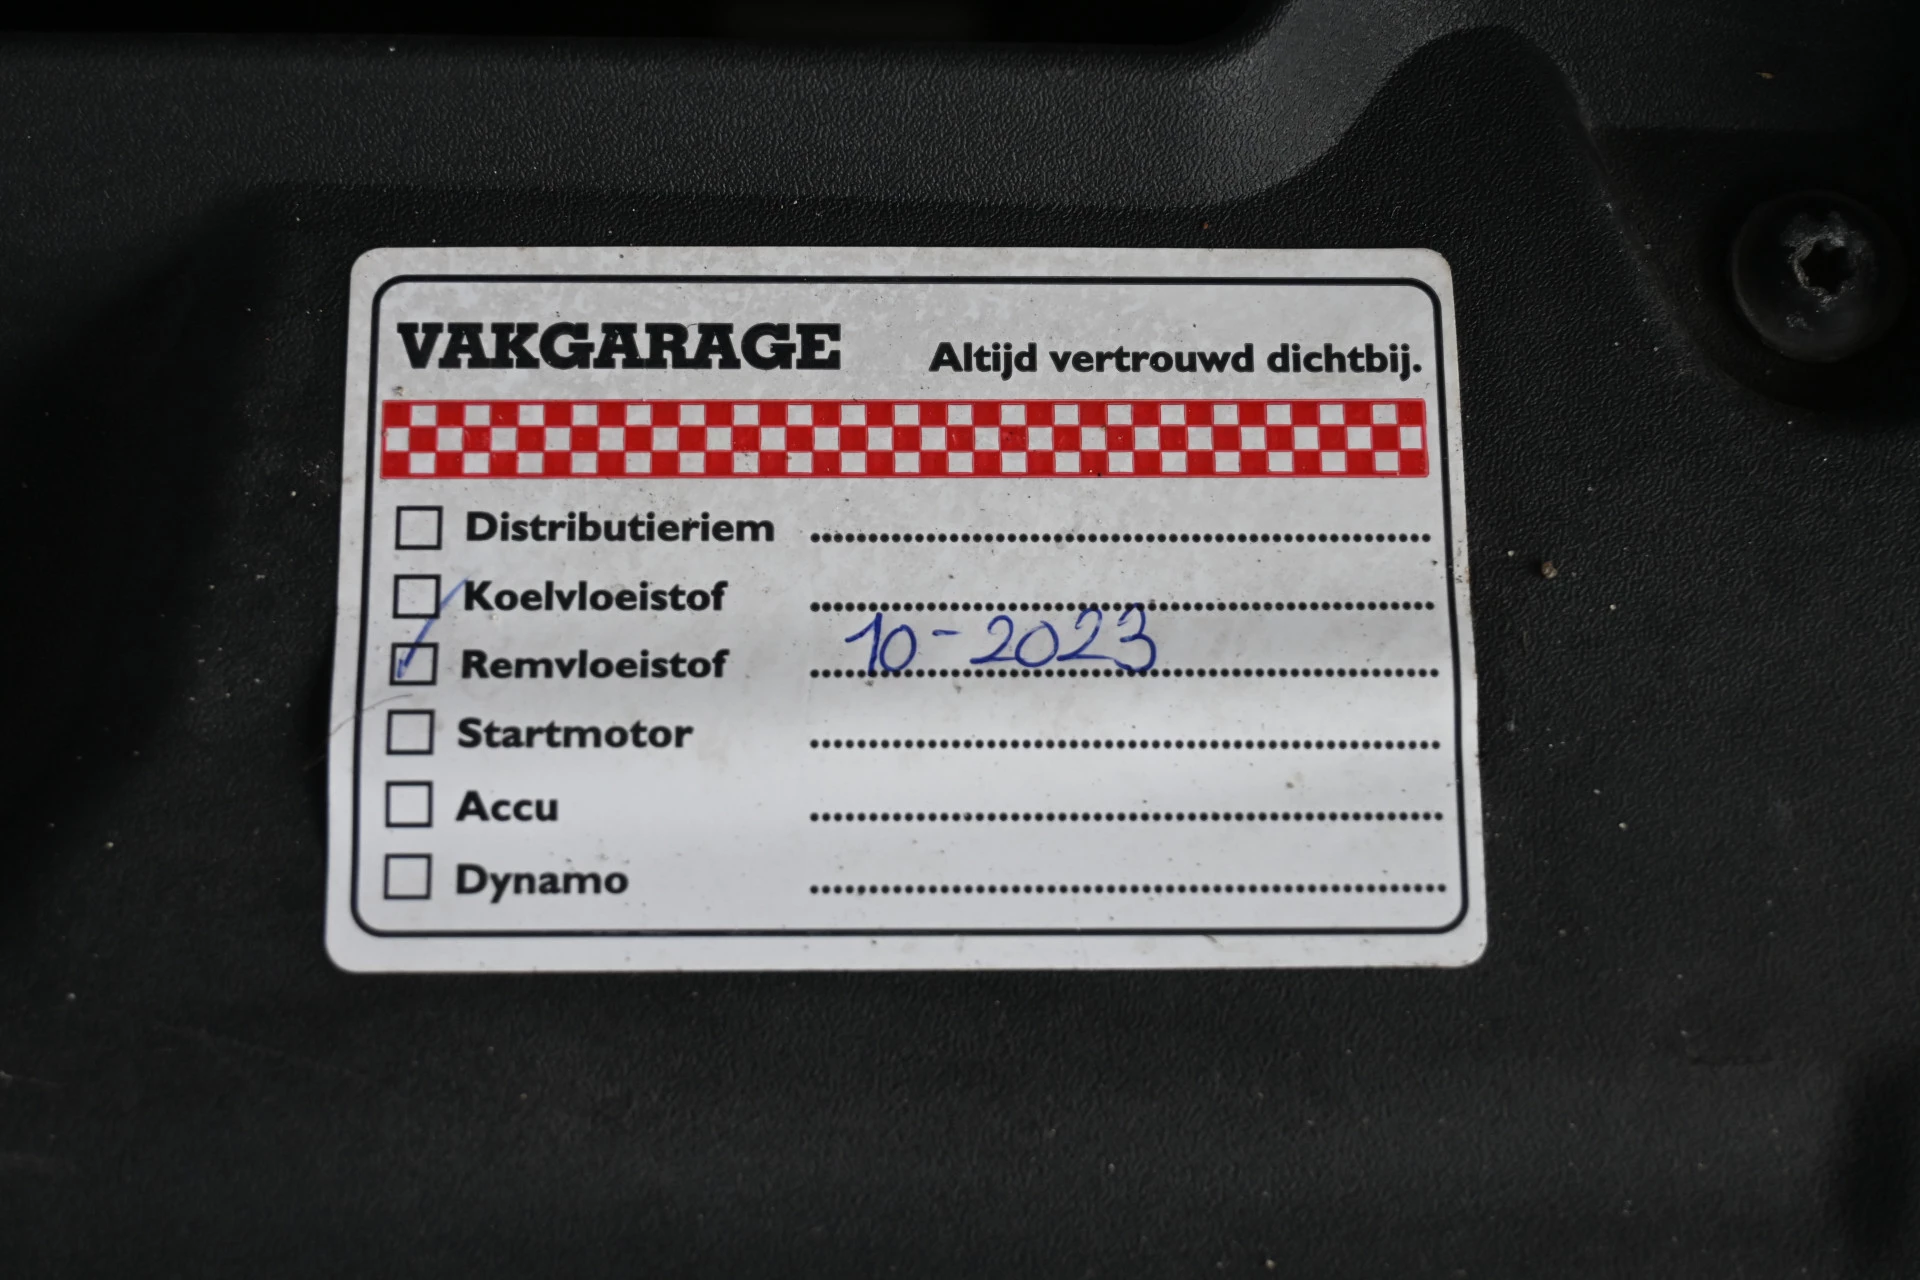 VAKGARAGE Altijd vertrouwd dichtbij.
Distributieriem
Koelvloeistof
Remvloeistof 10-2023
Startmotor
Accu
Dynamo